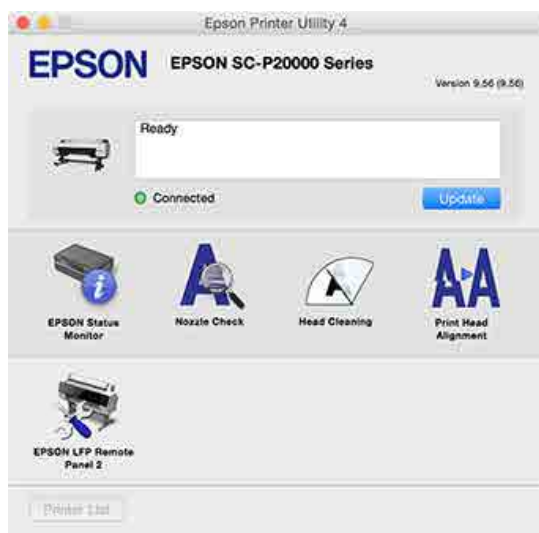 Epson Printer Utility 4
EPSON
EPSON SC-P20000 Series
Version 9.56 (9.56)
Ready
Connected
Update
EPSON Status
Monitor
Nozzle Check
Head Cleaning
Print Head
Alignment
EPSON LFP Remote
Panel 2
Printer List